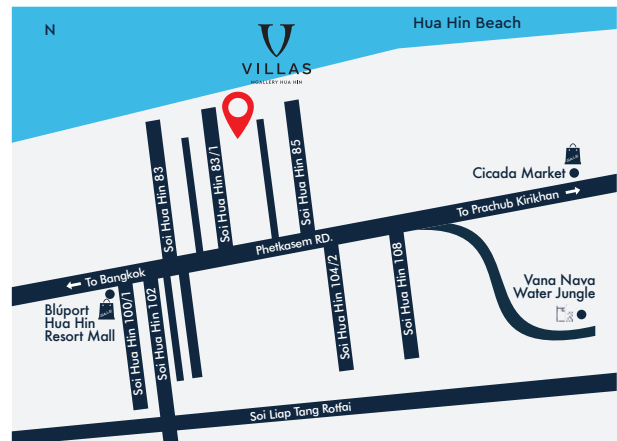 N
Hua Hin Beach
VILLAS
MGALLERY HUA HIN
Soi Hua Hin 83
Soi Hua Hin 83/1
Soi Hua Hin 85
SALE
Cicada Market
To Prachub Kirikhan
Phetkasem RD.
To Bangkok
Blúport
Hua Hin
Resort Mall
SALE
Soi Hua Hin 100/1
Soi Hua Hin 102
Soi Hua Hin 104/2
Soi Hua Hin 108
Vana Nava
Water Jungle
Soi Liap Tang Rotfai